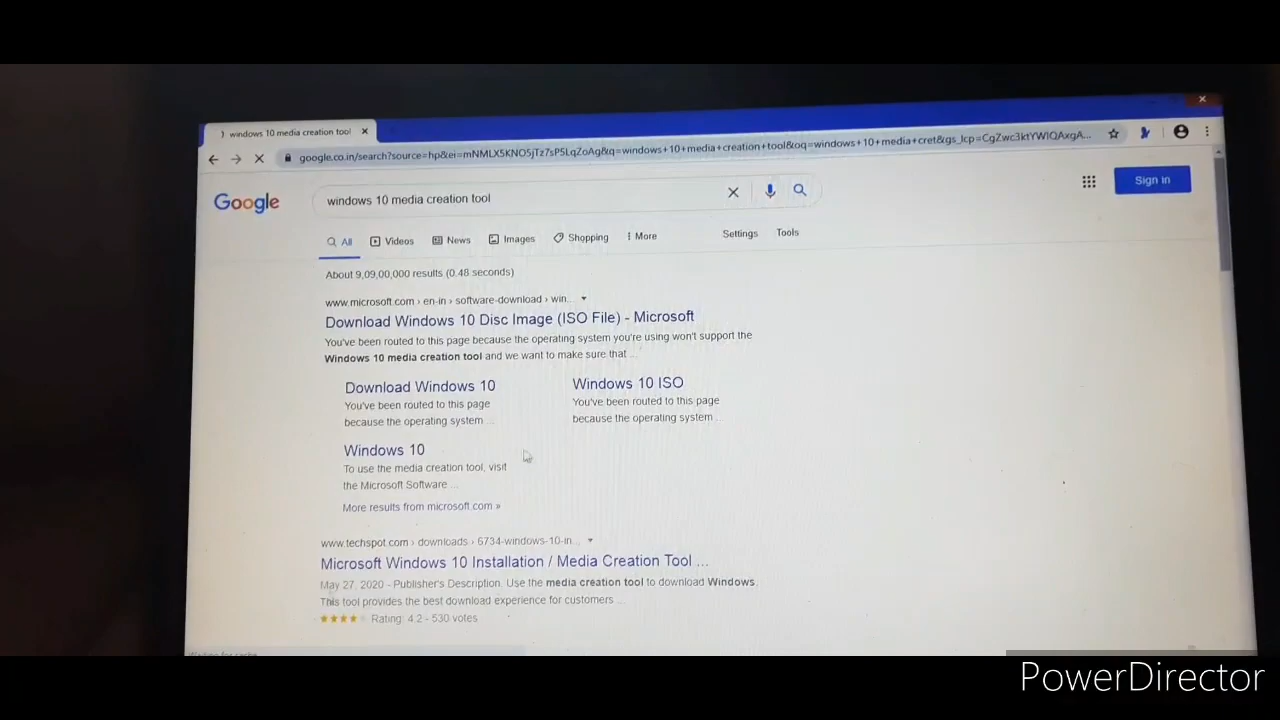 windows 10 media creation tool
google.co.in/search?source=hp&ei=mNMLX5KNO5jTz7sP5LqZoAg&q=windows+10+media+creation+tool&oq=windows+10+media+cret&gs_lcp=CgZwc3ktYWIQAxgA...
Google
windows 10 media creation tool
Sign in
All
Videos
News
Images
Shopping
More
Settings
Tools
About 9,09,00,000 results (0.48 seconds)
www.microsoft.com › en-in › software-download › win...
Download Windows 10 Disc Image (ISO File) - Microsoft
You've been routed to this page because the operating system you're using won't support the
Windows 10 media creation tool and we want to make sure that ...
Download Windows 10
You've been routed to this page
because the operating system ...
Windows 10 ISO
You've been routed to this page
because the operating system ...
Windows 10
To use the media creation tool, visit
the Microsoft Software ...
More results from microsoft.com »
www.techspot.com › downloads › 6734-windows-10-in...
Microsoft Windows 10 Installation / Media Creation Tool ...
May 27, 2020 - Publisher's Description. Use the media creation tool to download Windows.
This tool provides the best download experience for customers ...
Rating: 4.2 - 530 votes
PowerDirector